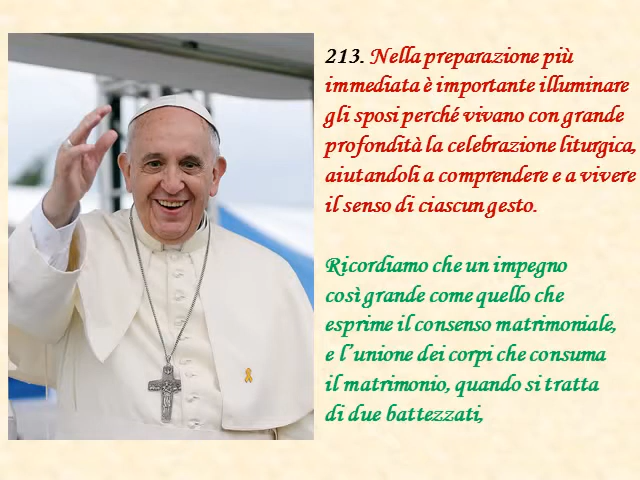 213. Nella preparazione più
immediata è importante illuminare
gli sposi perché vivano con grande
profondità la celebrazione liturgica,
aiutandoli a comprendere e a vivere
il senso di ciascun gesto.
Ricordiamo che un impegno
così grande come quello che
esprime il consenso matrimoniale,
e l’unione dei corpi che consuma
il matrimonio, quando si tratta
di due battezzati,